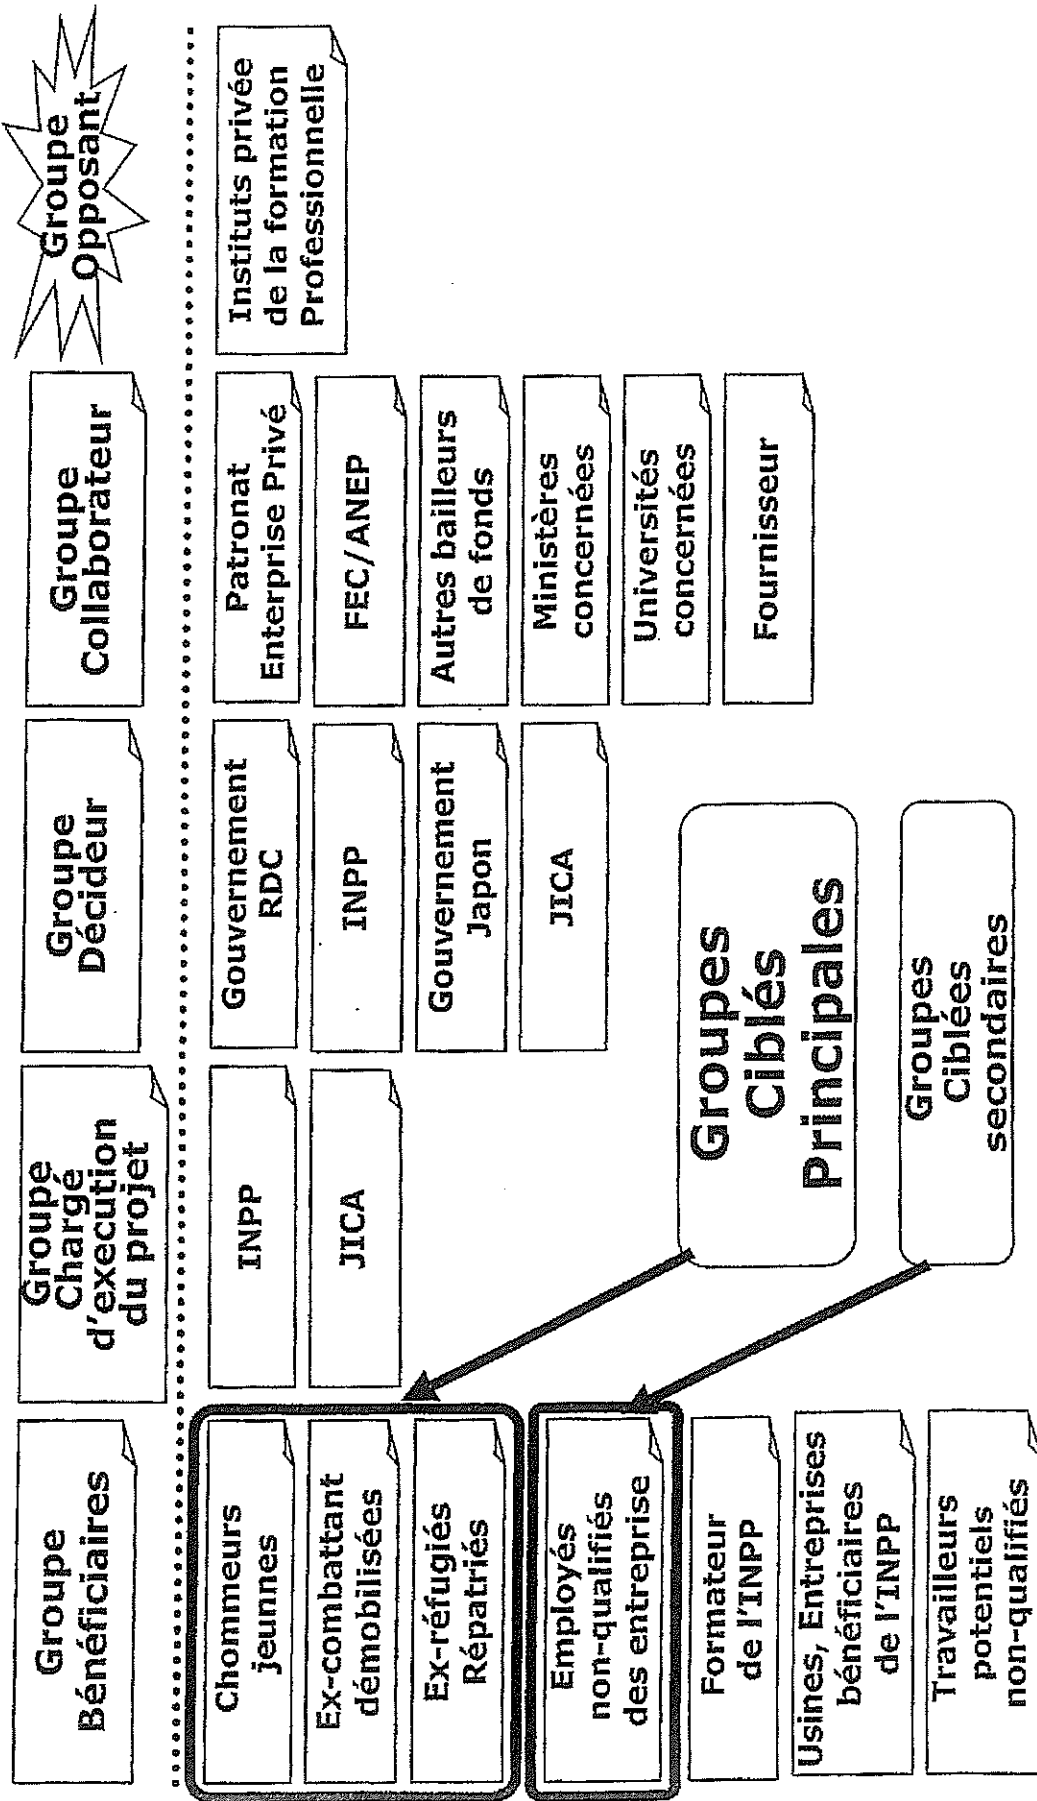 Groupe
Bénéficiaires
Chommeurs
jeunnes
Ex-combattant
démobilisées
Ex-réfugiés
Répatriés
Employés
non-qualifiés
des entreprise
Formateur
de l'INPP
Usines, Entreprises
bénéficiaires
de l'INPP
Travailleurs
potentiels
non-qualifiés
Groupe
Chargé
d'execution
du projet
INPP
JICA
Groupe
Décideur
Gouvernement
RDC
INPP
Gouvernement
Japon
JICA
Groupes
Ciblés
Principales
Groupes
Ciblées
secondaires
Groupe
Collaborateur
Patronat
Enterprise Privé
FEC/ANEP
Autres bailleurs
de fonds
Ministères
concernées
Universités
concernées
Fournisseur
Groupe
Opposant
Instituts privée
de la formation
Professionnelle